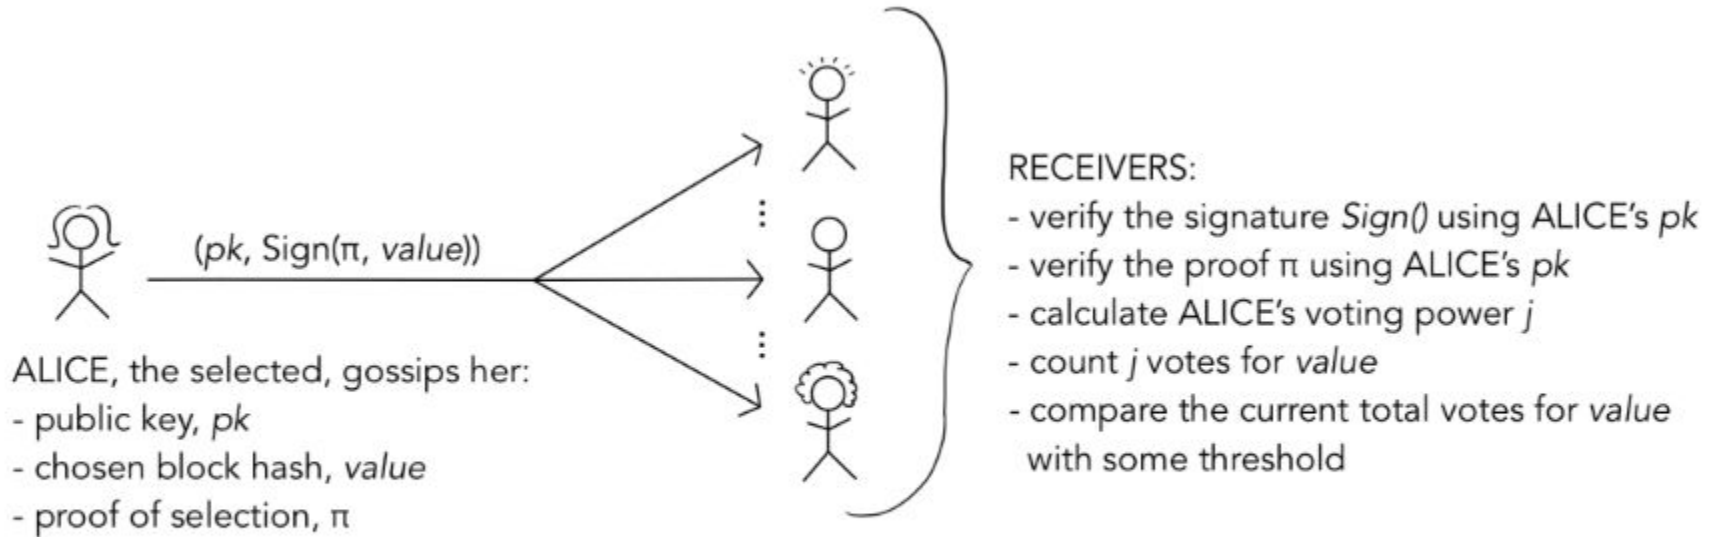 (pk, Sign(π, value))
ALICE, the selected, gossips her:
- public key, pk
- chosen block hash, value
- proof of selection, π
⋮
⋮
RECEIVERS:
- verify the signature Sign() using ALICE's pk
- verify the proof π using ALICE's pk
- calculate ALICE's voting power j
- count j votes for value
- compare the current total votes for value
with some threshold